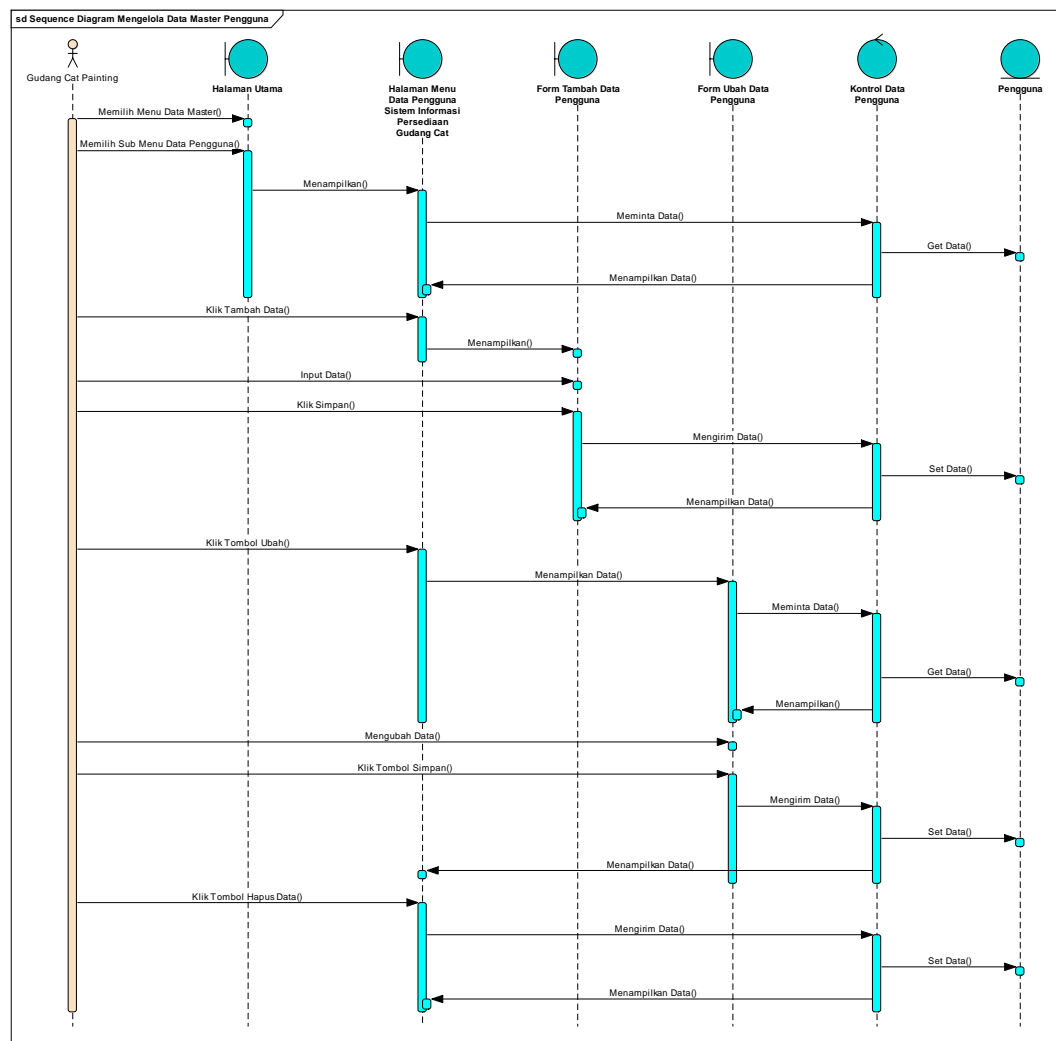 sd Sequence Diagram Mengelola Data Master Pengguna
Gudang Cat Painting
Halaman Utama
Halaman Menu
Data Pengguna
Sistem Informasi
Persediaan
Gudang Cat
Form Tambah Data
Pengguna
Form Ubah Data
Pengguna
Kontrol Data
Pengguna
Pengguna
Memilih Menu Data Master()
Memilih Sub Menu Data Pengguna()
Menampilkan()
Meminta Data()
Get Data()
Menampilkan Data()
Klik Tambah Data()
Menampilkan()
Input Data()
Klik Simpan()
Mengirim Data()
Set Data()
Menampilkan Data()
Klik Tombol Ubah()
Menampilkan Data()
Meminta Data()
Get Data()
Menampilkan()
Mengubah Data()
Klik Tombol Simpan()
Mengirim Data()
Set Data()
Menampilkan Data()
Klik Tombol Hapus Data()
Mengirim Data()
Set Data()
Menampilkan Data()